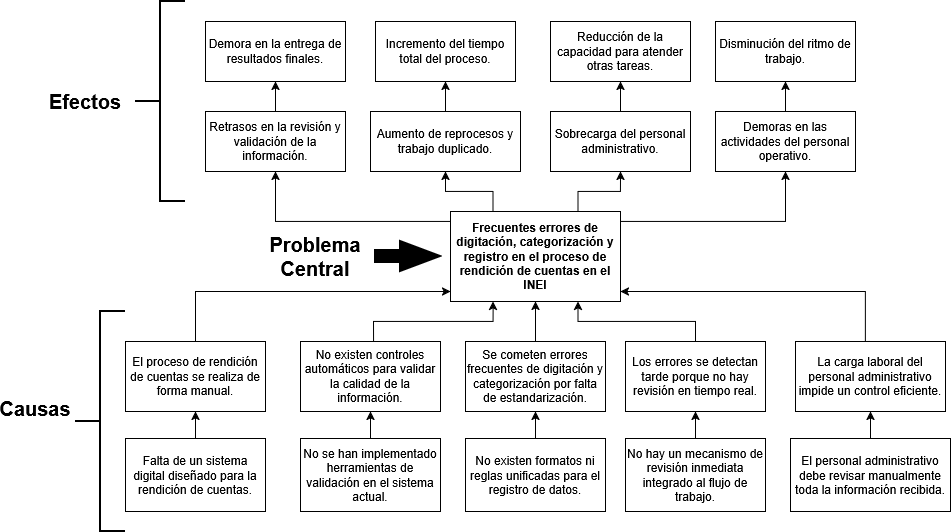 Demora en la entrega de
resultados finales.
Incremento del tiempo
total del proceso.
Reducción de la
capacidad para atender
otras tareas.
Disminución del ritmo de
trabajo.
Efectos
Retrasos en la revisión y
validación de la
información.
Aumento de reprocesos y
trabajo duplicado.
Sobrecarga del personal
administrativo.
Demoras en las
actividades del personal
operativo.
Problema
Central
Frecuentes errores de
digitación, categorización y
registro en el proceso de
rendición de cuentas en el
INEI
El proceso de rendición
de cuentas se realiza de
forma manual.
No existen controles
automáticos para validar
la calidad de la
información.
Se cometen errores
frecuentes de digitación y
categorización por falta
de estandarización.
Los errores se detectan
tarde porque no hay
revisión en tiempo real.
La carga laboral del
personal administrativo
impide un control eficiente.
Causas
Falta de un sistema
digital diseñado para la
rendición de cuentas.
No se han implementado
herramientas de
validación en el sistema
actual.
No existen formatos ni
reglas unificadas para el
registro de datos.
No hay un mecanismo de
revisión inmediata
integrado al flujo de
trabajo.
El personal administrativo
debe revisar manualmente
toda la información recibida.